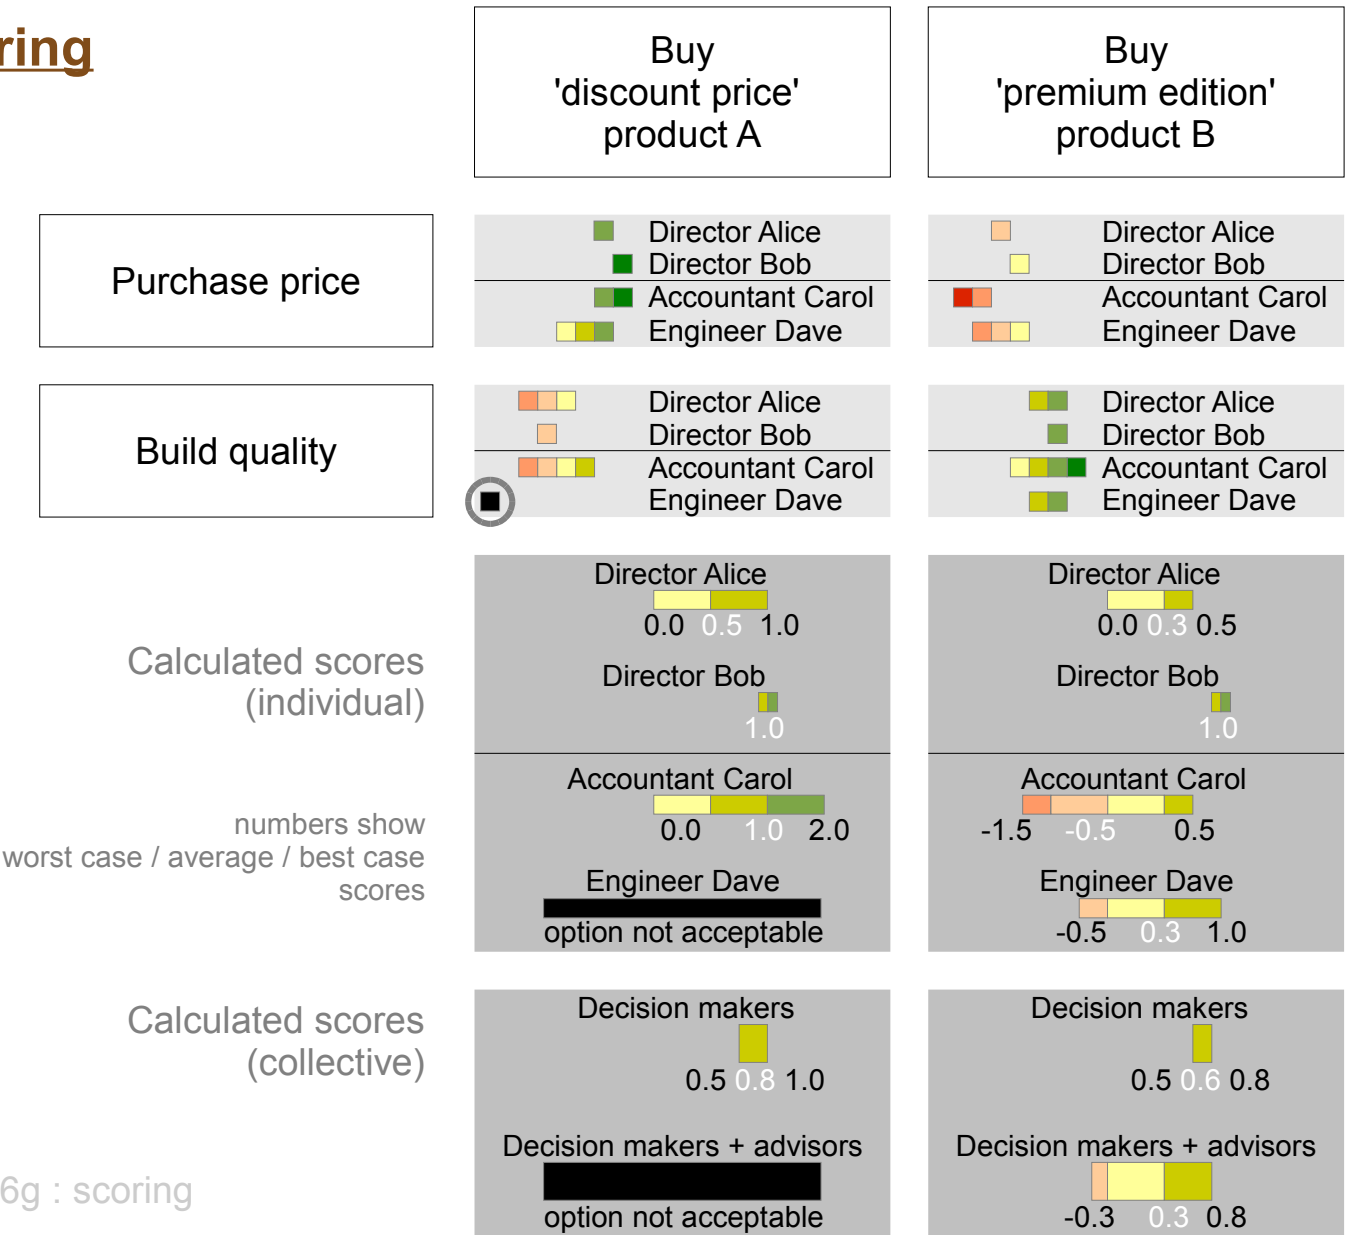 ring
Buy
'discount price'
product A
Buy
'premium edition'
product B
Purchase price
Director Alice
Director Bob
Accountant Carol
Engineer Dave
Director Alice
Director Bob
Accountant Carol
Engineer Dave
Build quality
Director Alice
Director Bob
Accountant Carol
Engineer Dave
Director Alice
Director Bob
Accountant Carol
Engineer Dave
Calculated scores
(individual)
numbers show
worst case / average / best case
scores
Director Alice
0.0 0.5 1.0
Director Bob
1.0
Accountant Carol
0.0 1.0 2.0
Engineer Dave
option not acceptable
Director Alice
0.0 0.3 0.5
Director Bob
1.0
Accountant Carol
-1.5 -0.5 0.5
Engineer Dave
-0.5 0.3 1.0
Calculated scores
(collective)
Decision makers
0.5 0.8 1.0
Decision makers + advisors
option not acceptable
Decision makers
0.5 0.6 0.8
Decision makers + advisors
-0.3 0.3 0.8
6g : scoring